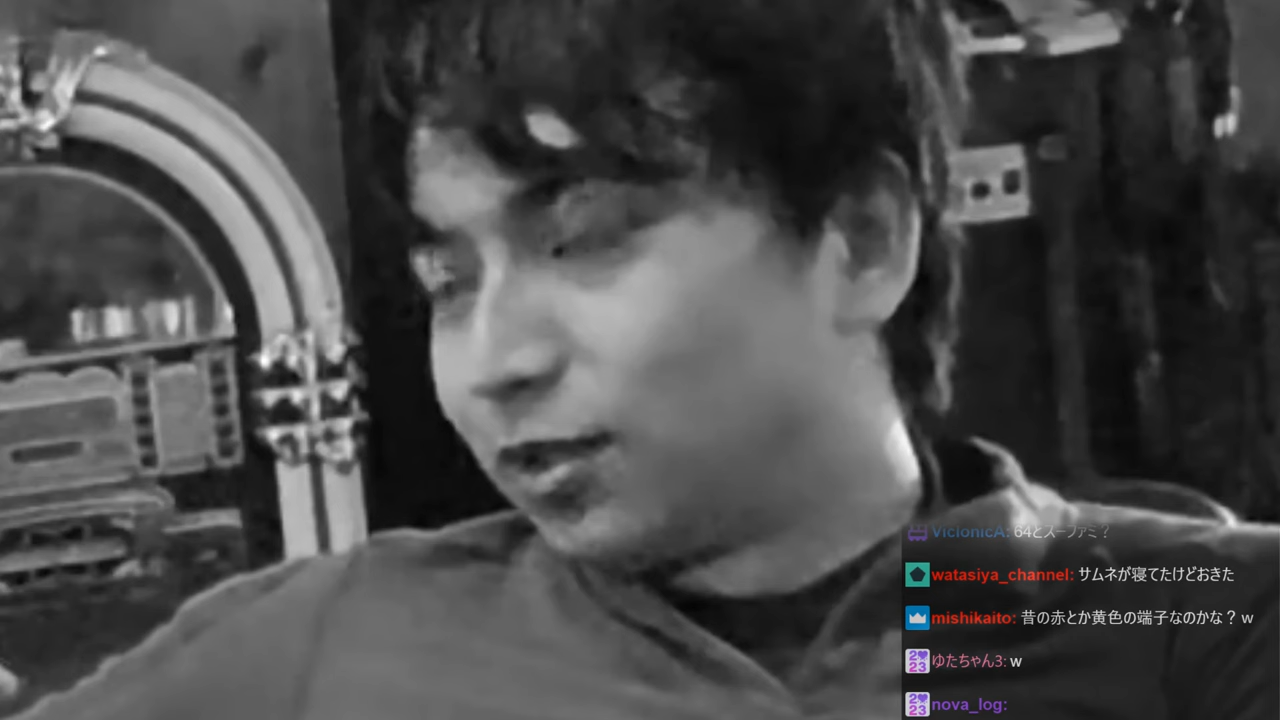 VicIonicA: 64とスーファミ？
watasiya_channel: サムネが寝てたけどおきた
mishikaito: 昔の赤とか黄色の端子なのかな？w
ゆたちゃん3: w
nova_log: